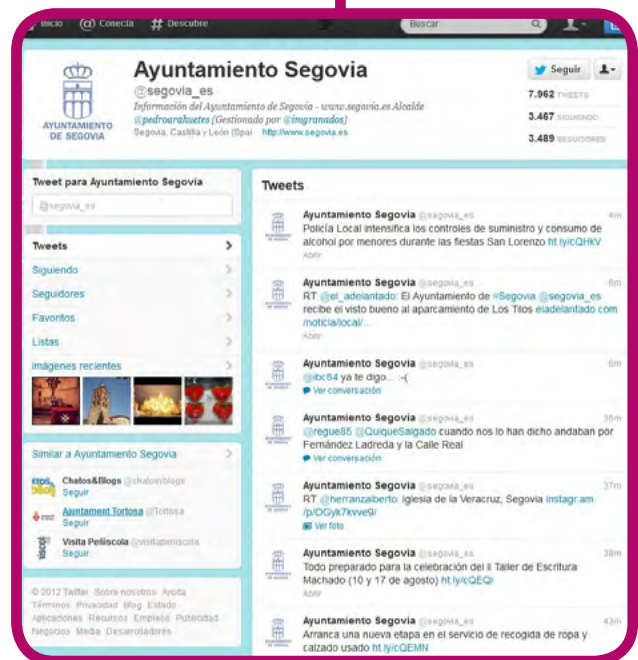 Inicio @ Conecta # Descubre Buscar
Ayuntamiento Segovia
@segovia_es
Información del Ayuntamiento de Segovia - www.segovia.es Alcalde
@pedroarahuetes [Gestionado por @imgranados]
Segovia, Castilla y León (Spai http://www.segovia.es
AYUNTAMIENTO
DE SEGOVIA
Seguir
7.962 TWEETS
3.467 SIGUIENDO
3.489 SEGUIDORES
Tweet para Ayuntamiento Segovia
@segovia_es
Tweets
Siguiendo
Seguidores
Favoritos
Listas
Imágenes recientes
Similar a Ayuntamiento Segovia
Chatos&Blogs @chatosyblogs
Seguir
Ajuntament Tortosa @Tortosa
Seguir
Visita Peñíscola @visitapeniscola
Seguir
© 2012 Twitter Sobre nosotros Ayuda
Términos Privacidad Blog Estado
Aplicaciones Recursos Empleos Publicidad
Negocios Media Desarrolladores
Tweets
Ayuntamiento Segovia @segovia_es 4m
Policía Local intensifica los controles de suministro y consumo de
alcohol por menores durante las fiestas San Lorenzo ht.ly/cQHkV
Abrir
Ayuntamiento Segovia @segovia_es 6m
RT @el_adelantado: El Ayuntamiento de #Segovia @segovia_es
recibe el visto bueno al aparcamiento de Los Tilos eladelantado.com
/noticia/local/...
Abrir
Ayuntamiento Segovia @segovia_es 6m
@ibc64 ya te digo... :-(
Ver conversación
Ayuntamiento Segovia @segovia_es 36m
@regue85 @QuiqueSalgado cuando nos lo han dicho andaban por
Fernández Ladreda y la Calle Real
Ver conversación
Ayuntamiento Segovia @segovia_es 37m
RT @herranzalberto: Iglesia de la Veracruz, Segovia instagr.am
/p/OGyk7kvve9/
Ver foto
Ayuntamiento Segovia @segovia_es 38m
Todo preparado para la celebración del II Taller de Escritura
Machado (10 y 17 de agosto) ht.ly/cQEQi
Abrir
Ayuntamiento Segovia @segovia_es 43m
Arranca una nueva etapa en el servicio de recogida de ropa y
calzado usado ht.ly/cQEMN